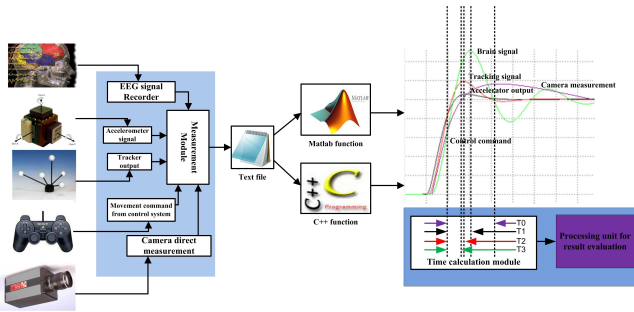 EEG signal
Recorder
Accelerometer
signal
Tracker
output
Movement command
from control system
Camera direct
measurement
Measurement
Module
Text file
MATLAB
Matlab function
C++
C
Programming
C++ function
Brain signal
Tracking signal
Camera measurement
Accelerator output
Control command
T0
T1
T2
T3
Time calculation module
Processing unit for
result evaluation